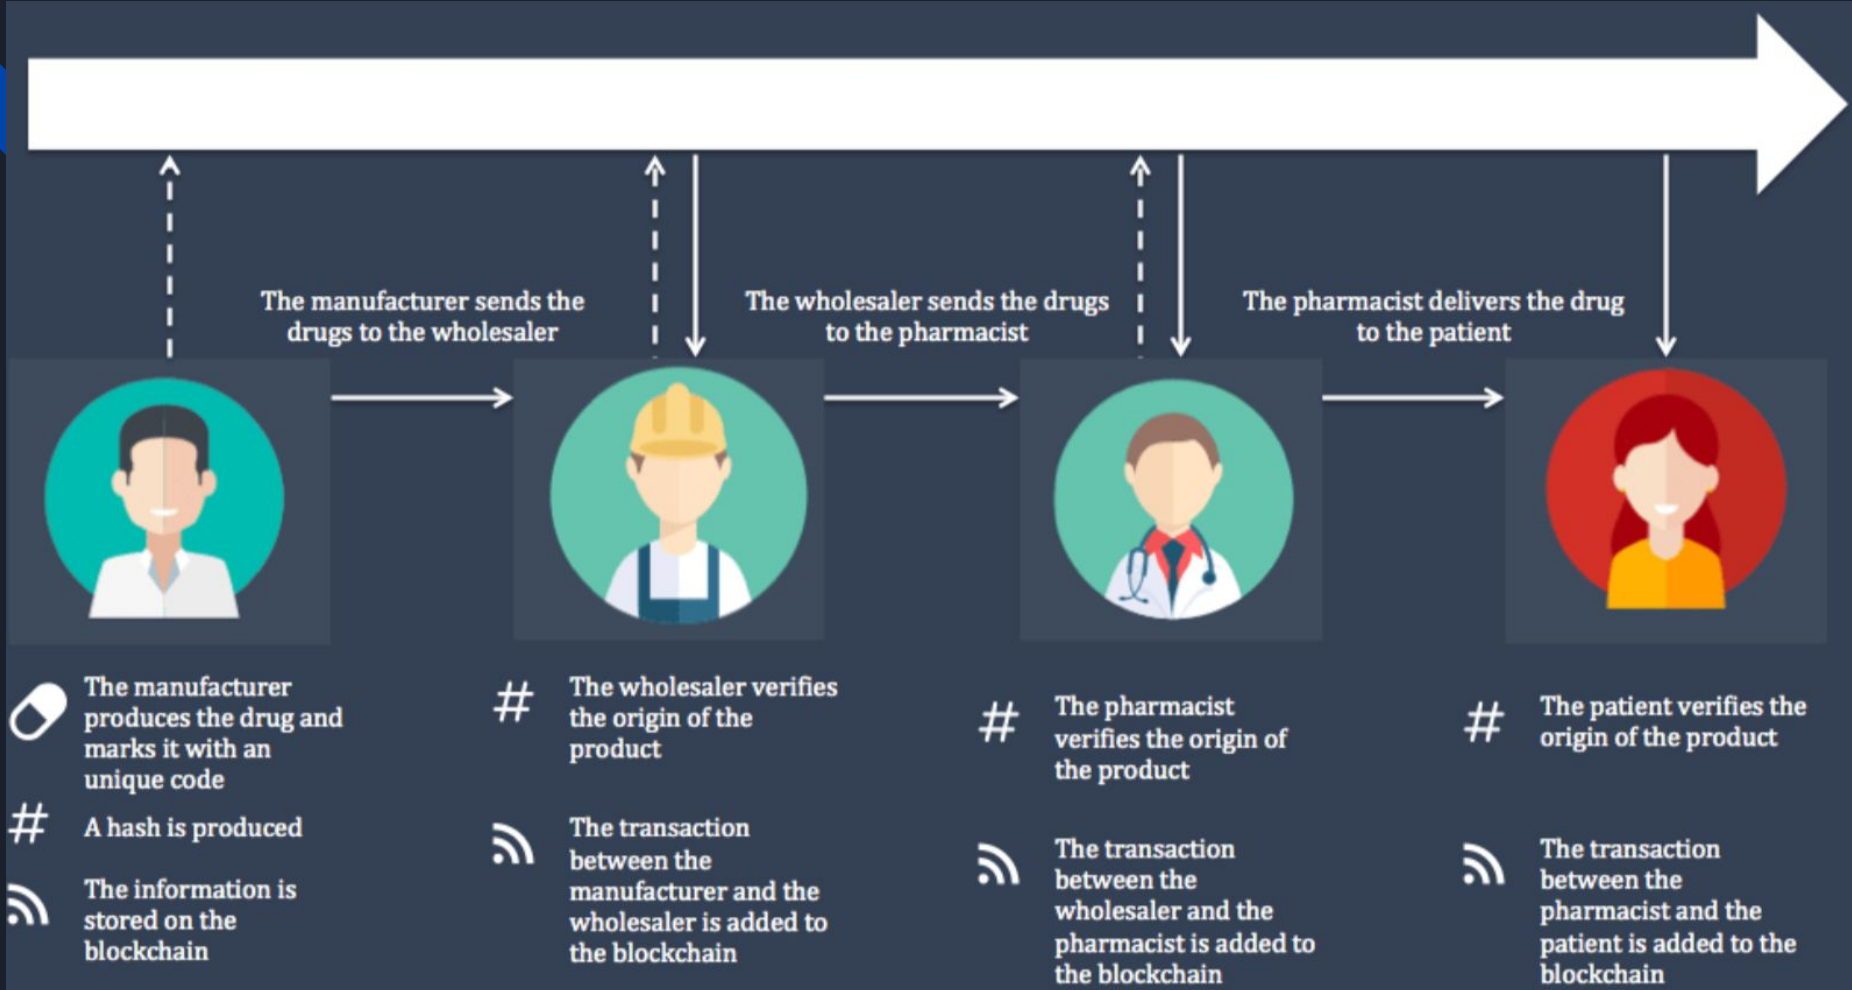 The manufacturer sends the
drugs to the wholesaler
The wholesaler sends the drugs
to the pharmacist
The pharmacist delivers the drug
to the patient
The manufacturer
produces the drug and
marks it with an
unique code
# A hash is produced
The information is
stored on the
blockchain
# The wholesaler verifies
the origin of the
product
The transaction
between the
manufacturer and the
wholesaler is added to
the blockchain
# The pharmacist
verifies the origin of
the product
The transaction
between the
wholesaler and the
pharmacist is added to
the blockchain
# The patient verifies the
origin of the product
The transaction
between the
pharmacist and the
patient is added to the
blockchain